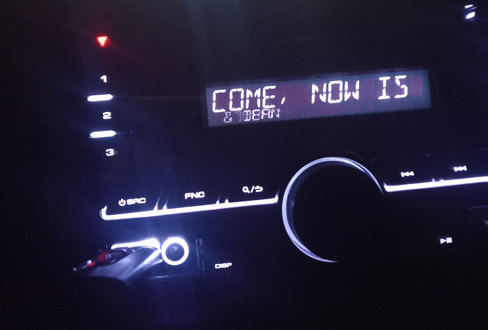 COME, NOW IS
& DEAN
1
2
3
SRC
FNC
DISP